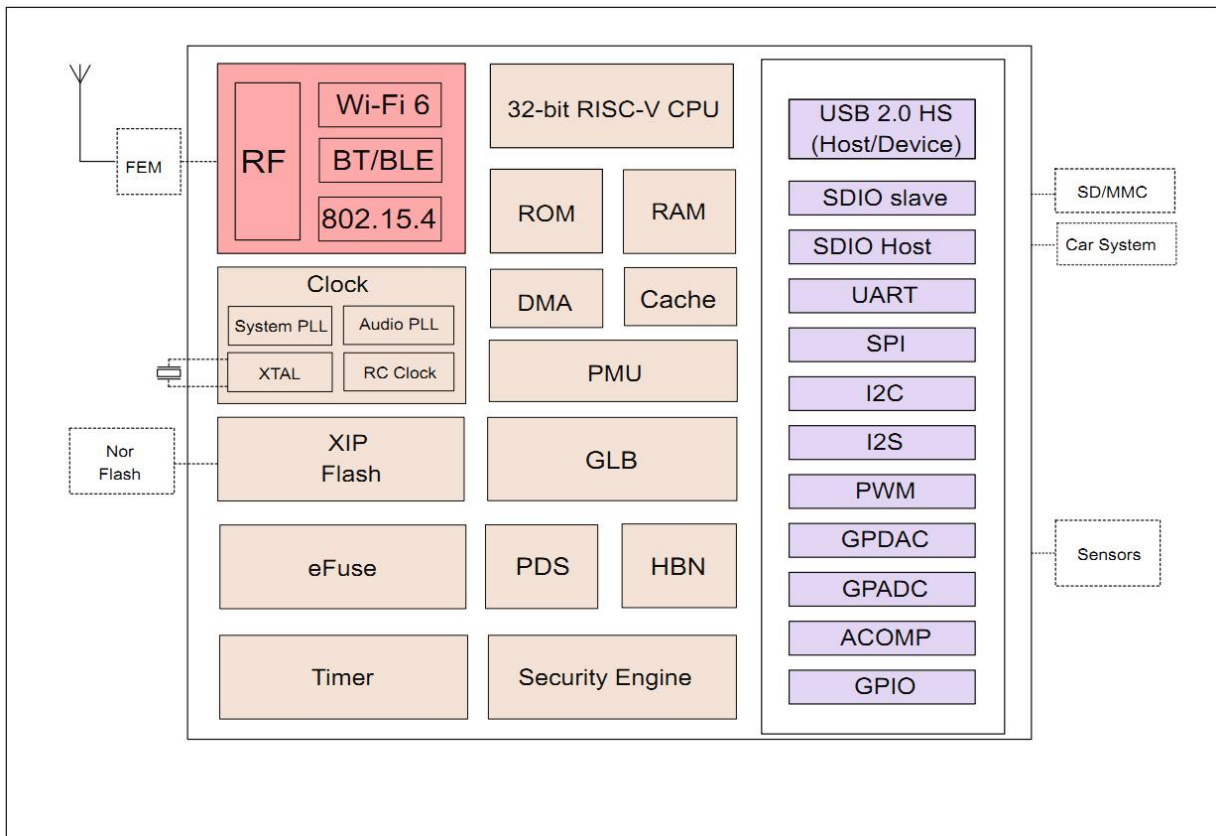 FEM
RF
Wi-Fi 6
BT/BLE
802.15.4
Clock
System PLL
Audio PLL
XTAL
RC Clock
Nor
Flash
XIP
Flash
eFuse
Timer
32-bit RISC-V CPU
ROM
RAM
DMA
Cache
PMU
GLB
PDS
HBN
Security Engine
USB 2.0 HS
(Host/Device)
SDIO slave
SDIO Host
UART
SPI
I2C
I2S
PWM
GPDAC
GPADC
ACOMP
GPIO
SD/MMC
Car System
Sensors